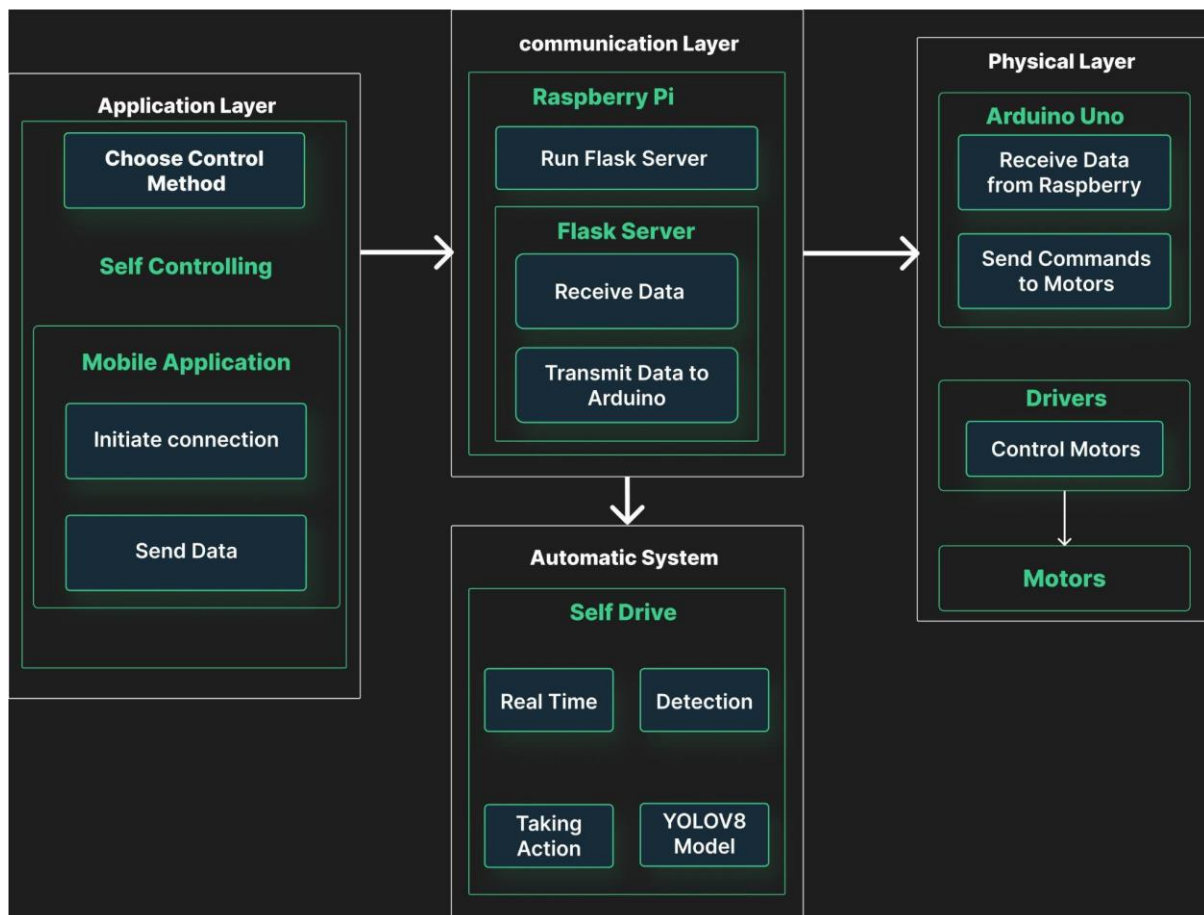 Application Layer
Choose Control
Method
Self Controlling
Mobile Application
Initiate connection
Send Data
communication Layer
Raspberry Pi
Run Flask Server
Flask Server
Receive Data
Transmit Data to
Arduino
Automatic System
Self Drive
Real Time
Detection
Taking
Action
YOLOV8
Model
Physical Layer
Arduino Uno
Receive Data
from Raspberry
Send Commands
to Motors
Drivers
Control Motors
Motors